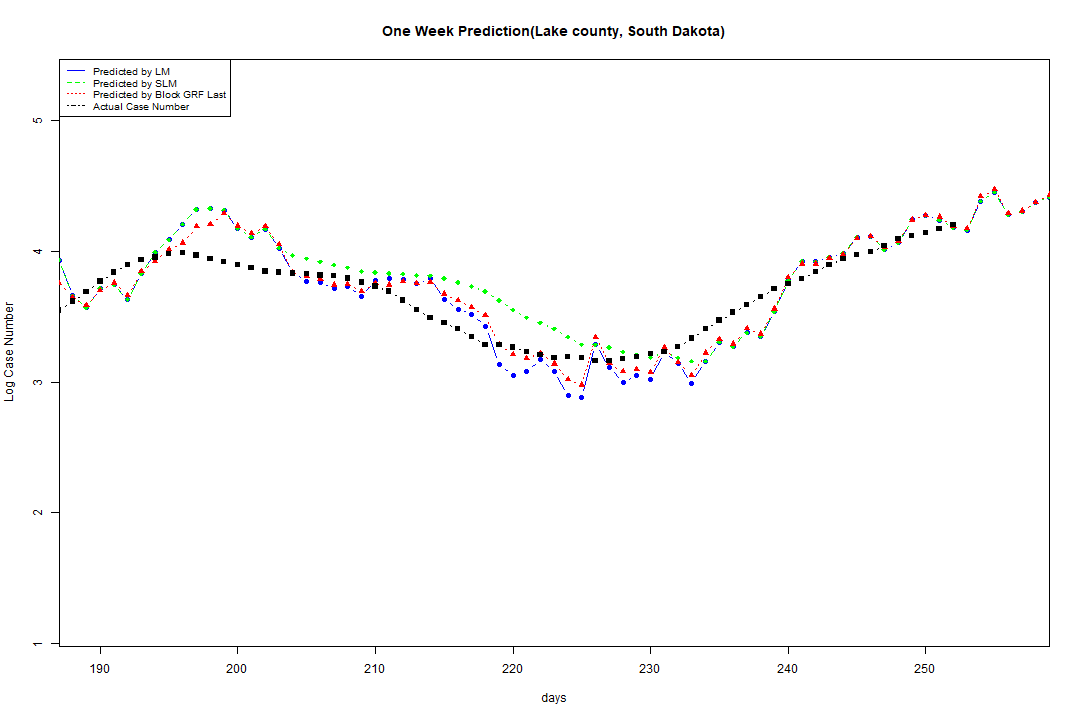 One Week Prediction(Lake county, South Dakota)
Predicted by LM
Predicted by SLM
Predicted by Block GRF Last
Actual Case Number
5
4
3
2
1
Log Case Number
190 200 210 220 230 240 250
days